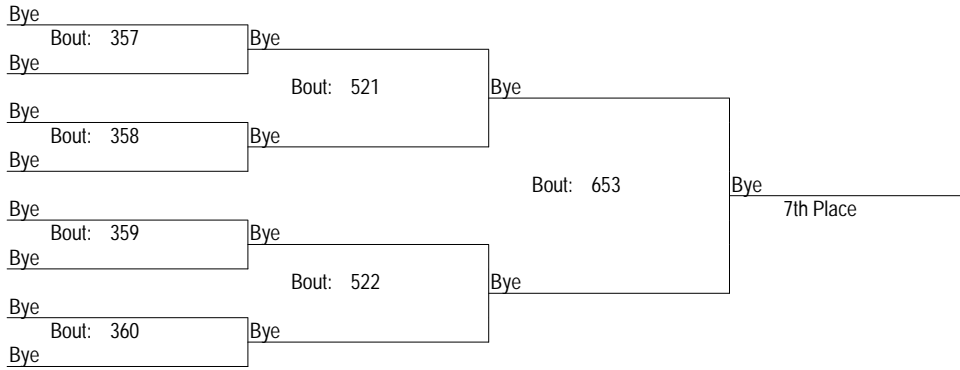 Bye
Bout: 357 Bye
Bye
Bout: 521 Bye
Bye
Bout: 358 Bye
Bye
Bout: 653 Bye
7th Place
Bye
Bout: 359 Bye
Bye
Bout: 522 Bye
Bye
Bout: 360 Bye
Bye